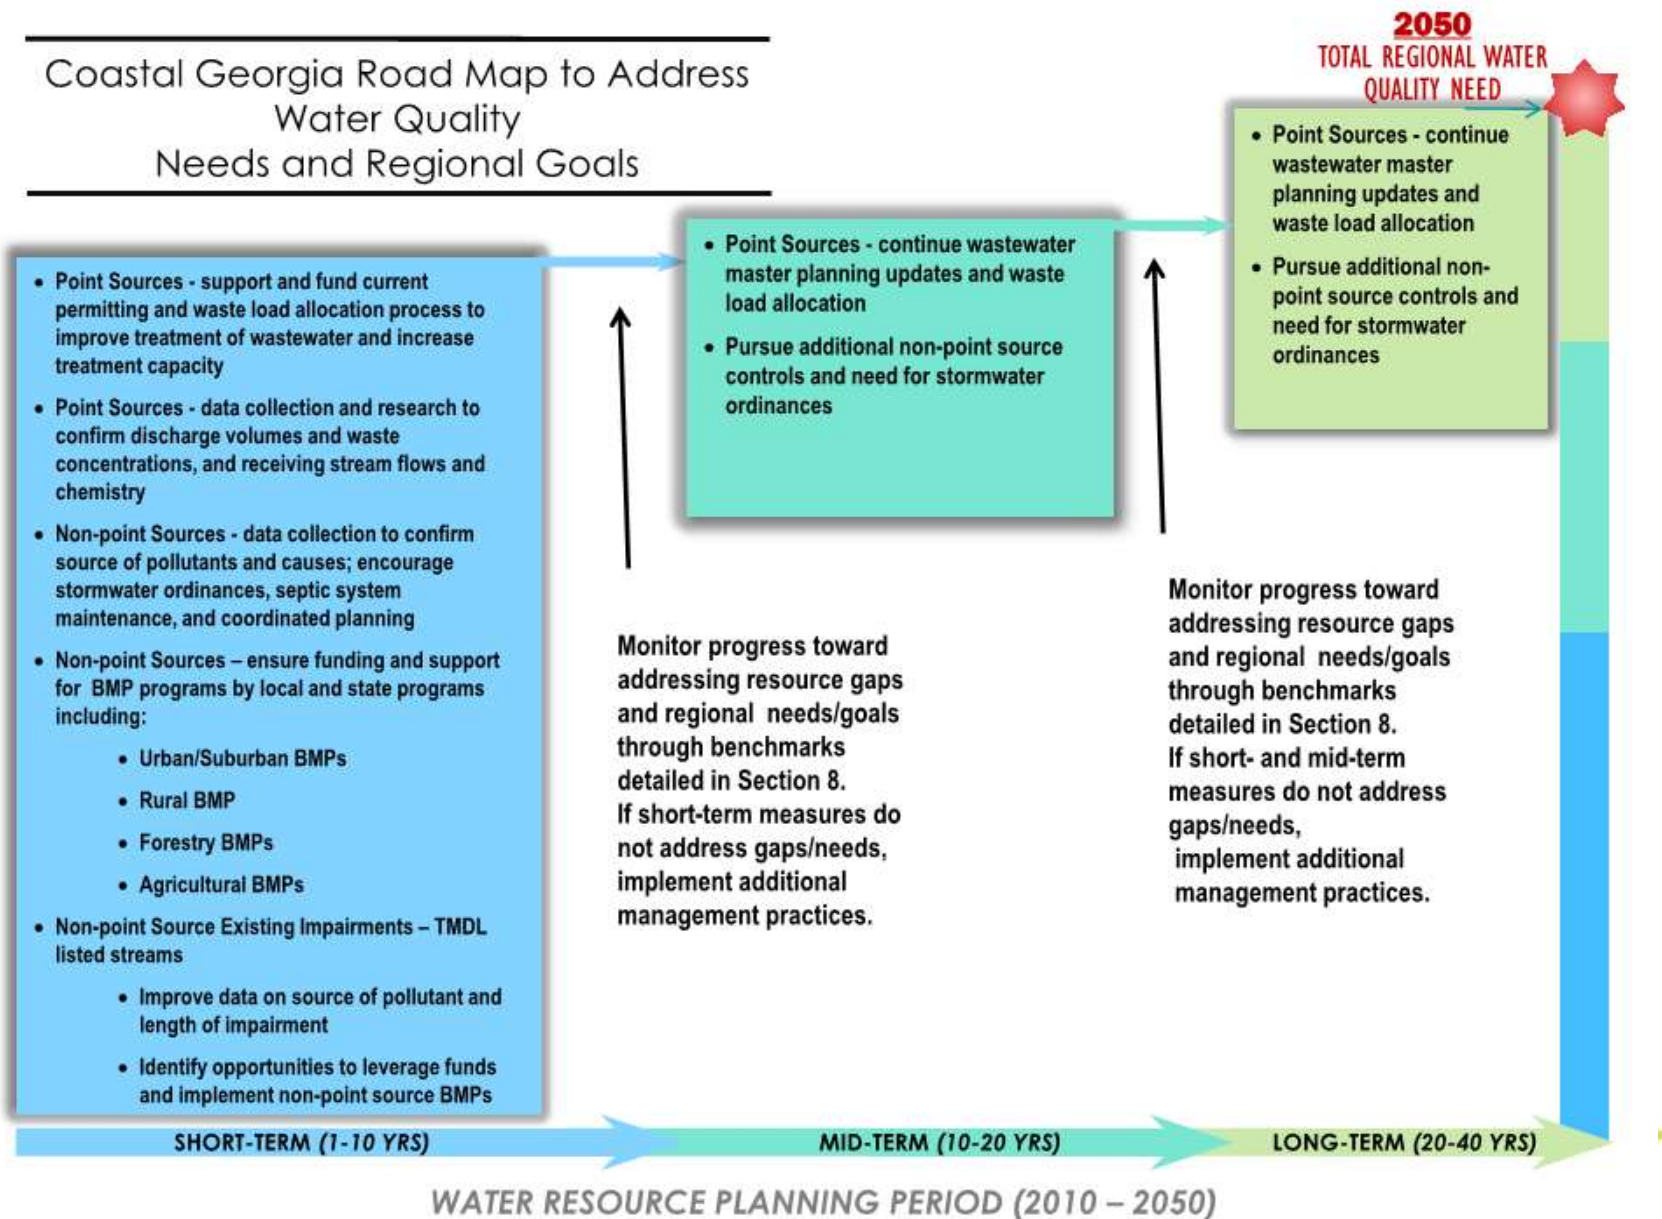 Coastal Georgia Road Map to Address
Water Quality
Needs and Regional Goals
2050
TOTAL REGIONAL WATER
QUALITY NEED
• Point Sources - support and fund current
permitting and waste load allocation process to
improve treatment of wastewater and increase
treatment capacity
• Point Sources - data collection and research to
confirm discharge volumes and waste
concentrations, and receiving stream flows and
chemistry
• Non-point Sources - data collection to confirm
source of pollutants and causes; encourage
stormwater ordinances, septic system
maintenance, and coordinated planning
• Non-point Sources – ensure funding and support
for BMP programs by local and state programs
including:
• Urban/Suburban BMPs
• Rural BMP
• Forestry BMPs
• Agricultural BMPs
• Non-point Source Existing Impairments – TMDL
listed streams
• Improve data on source of pollutant and
length of impairment
• Identify opportunities to leverage funds
and implement non-point source BMPs
• Point Sources - continue wastewater
master planning updates and waste
load allocation
• Pursue additional non-point source
controls and need for stormwater
ordinances
• Point Sources - continue
wastewater master
planning updates and
waste load allocation
• Pursue additional non-
point source controls and
need for stormwater
ordinances
Monitor progress toward
addressing resource gaps
and regional needs/goals
through benchmarks
detailed in Section 8.
If short-term measures do
not address gaps/needs,
implement additional
management practices.
Monitor progress toward
addressing resource gaps
and regional needs/goals
through benchmarks
detailed in Section 8.
If short- and mid-term
measures do not address
gaps/needs,
implement additional
management practices.
SHORT-TERM (1-10 YRS)
MID-TERM (10-20 YRS)
LONG-TERM (20-40 YRS)
WATER RESOURCE PLANNING PERIOD (2010 – 2050)